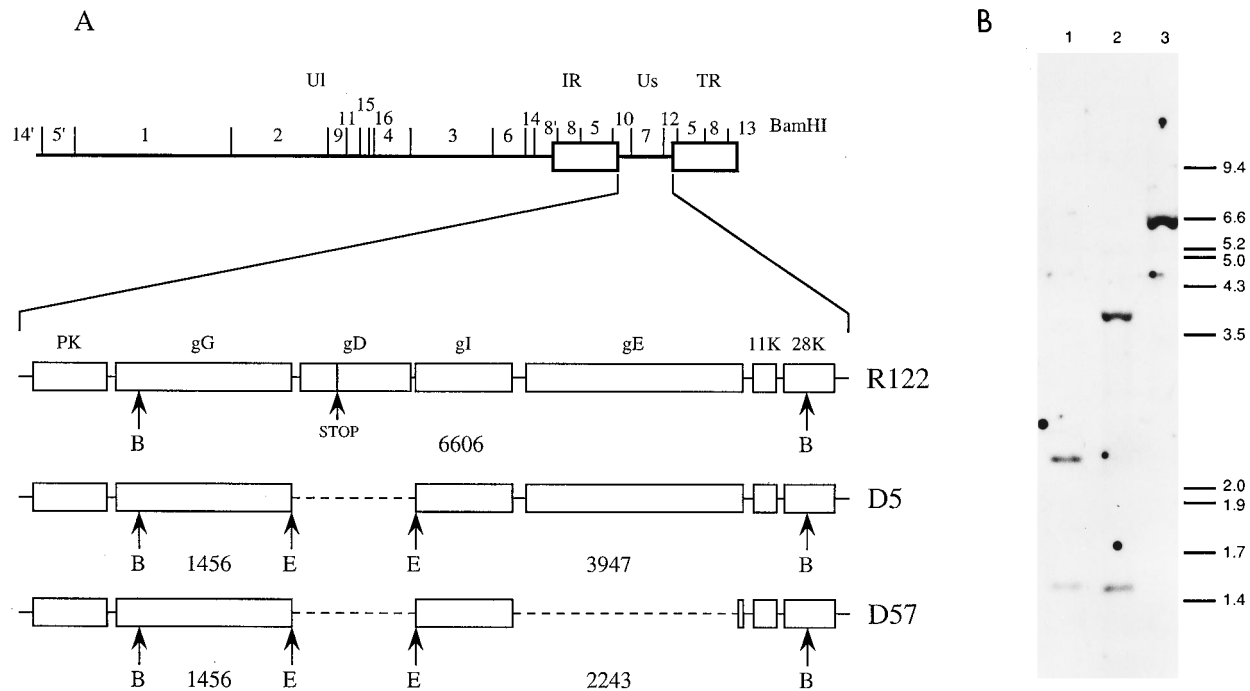 A
Ul IR Us TR
14' 5' 1 2 9 11 15 16 4 3 6 14 8' 8 5 10 7 12 5 8 13 BamHI
PK gG gD gI gE 11K 28K
R122
B STOP 6606 B
D5
B 1456 E E 3947 B
D57
B 1456 E E 2243 B
B
1 2 3
9.4
6.6
5.2
5.0
4.3
3.5
2.0
1.9
1.7
1.4